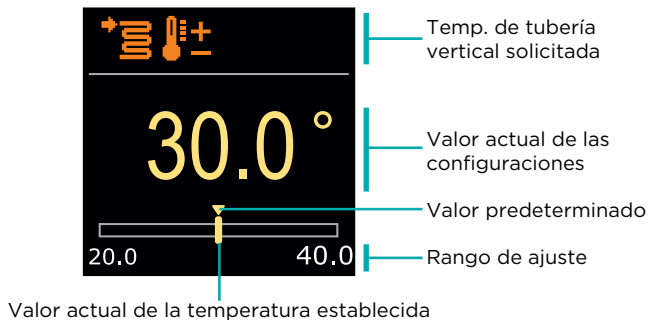 Temp. de tubería
vertical solicitada
30.0°
Valor actual de las
configuraciones
Valor predeterminado
20.0
40.0
Rango de ajuste
Valor actual de la temperatura establecida